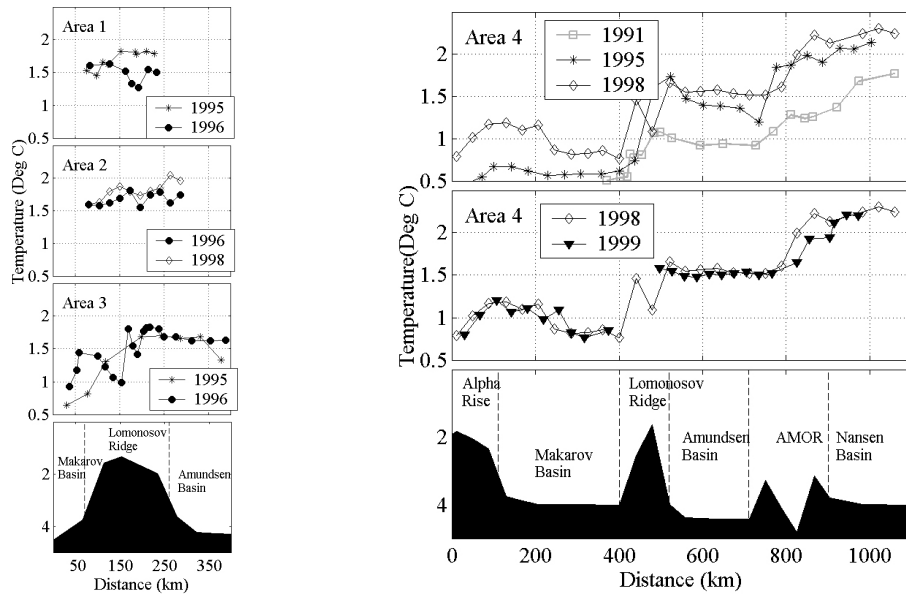 Area 1
2
1.5
1
0.5
1995
1996
Area 2
2
1.5
1
0.5
1996
1998
Area 3
2
1.5
1
0.5
1995
1996
Temperature (Deg C)
Lomonosov
Ridge
Makarov
Basin
Amundsen
Basin
2
4
50 150 250 350
Distance (km)
Area 4
2
1.5
1
0.5
1991
1995
1998
Area 4
2
1.5
1
0.5
1998
1999
Temperature(Deg C)
Alpha
Rise
Lomonosov
Ridge
Makarov
Basin
Amundsen
Basin
AMOR
Nansen
Basin
2
4
0 200 400 600 800 1000
Distance (km)